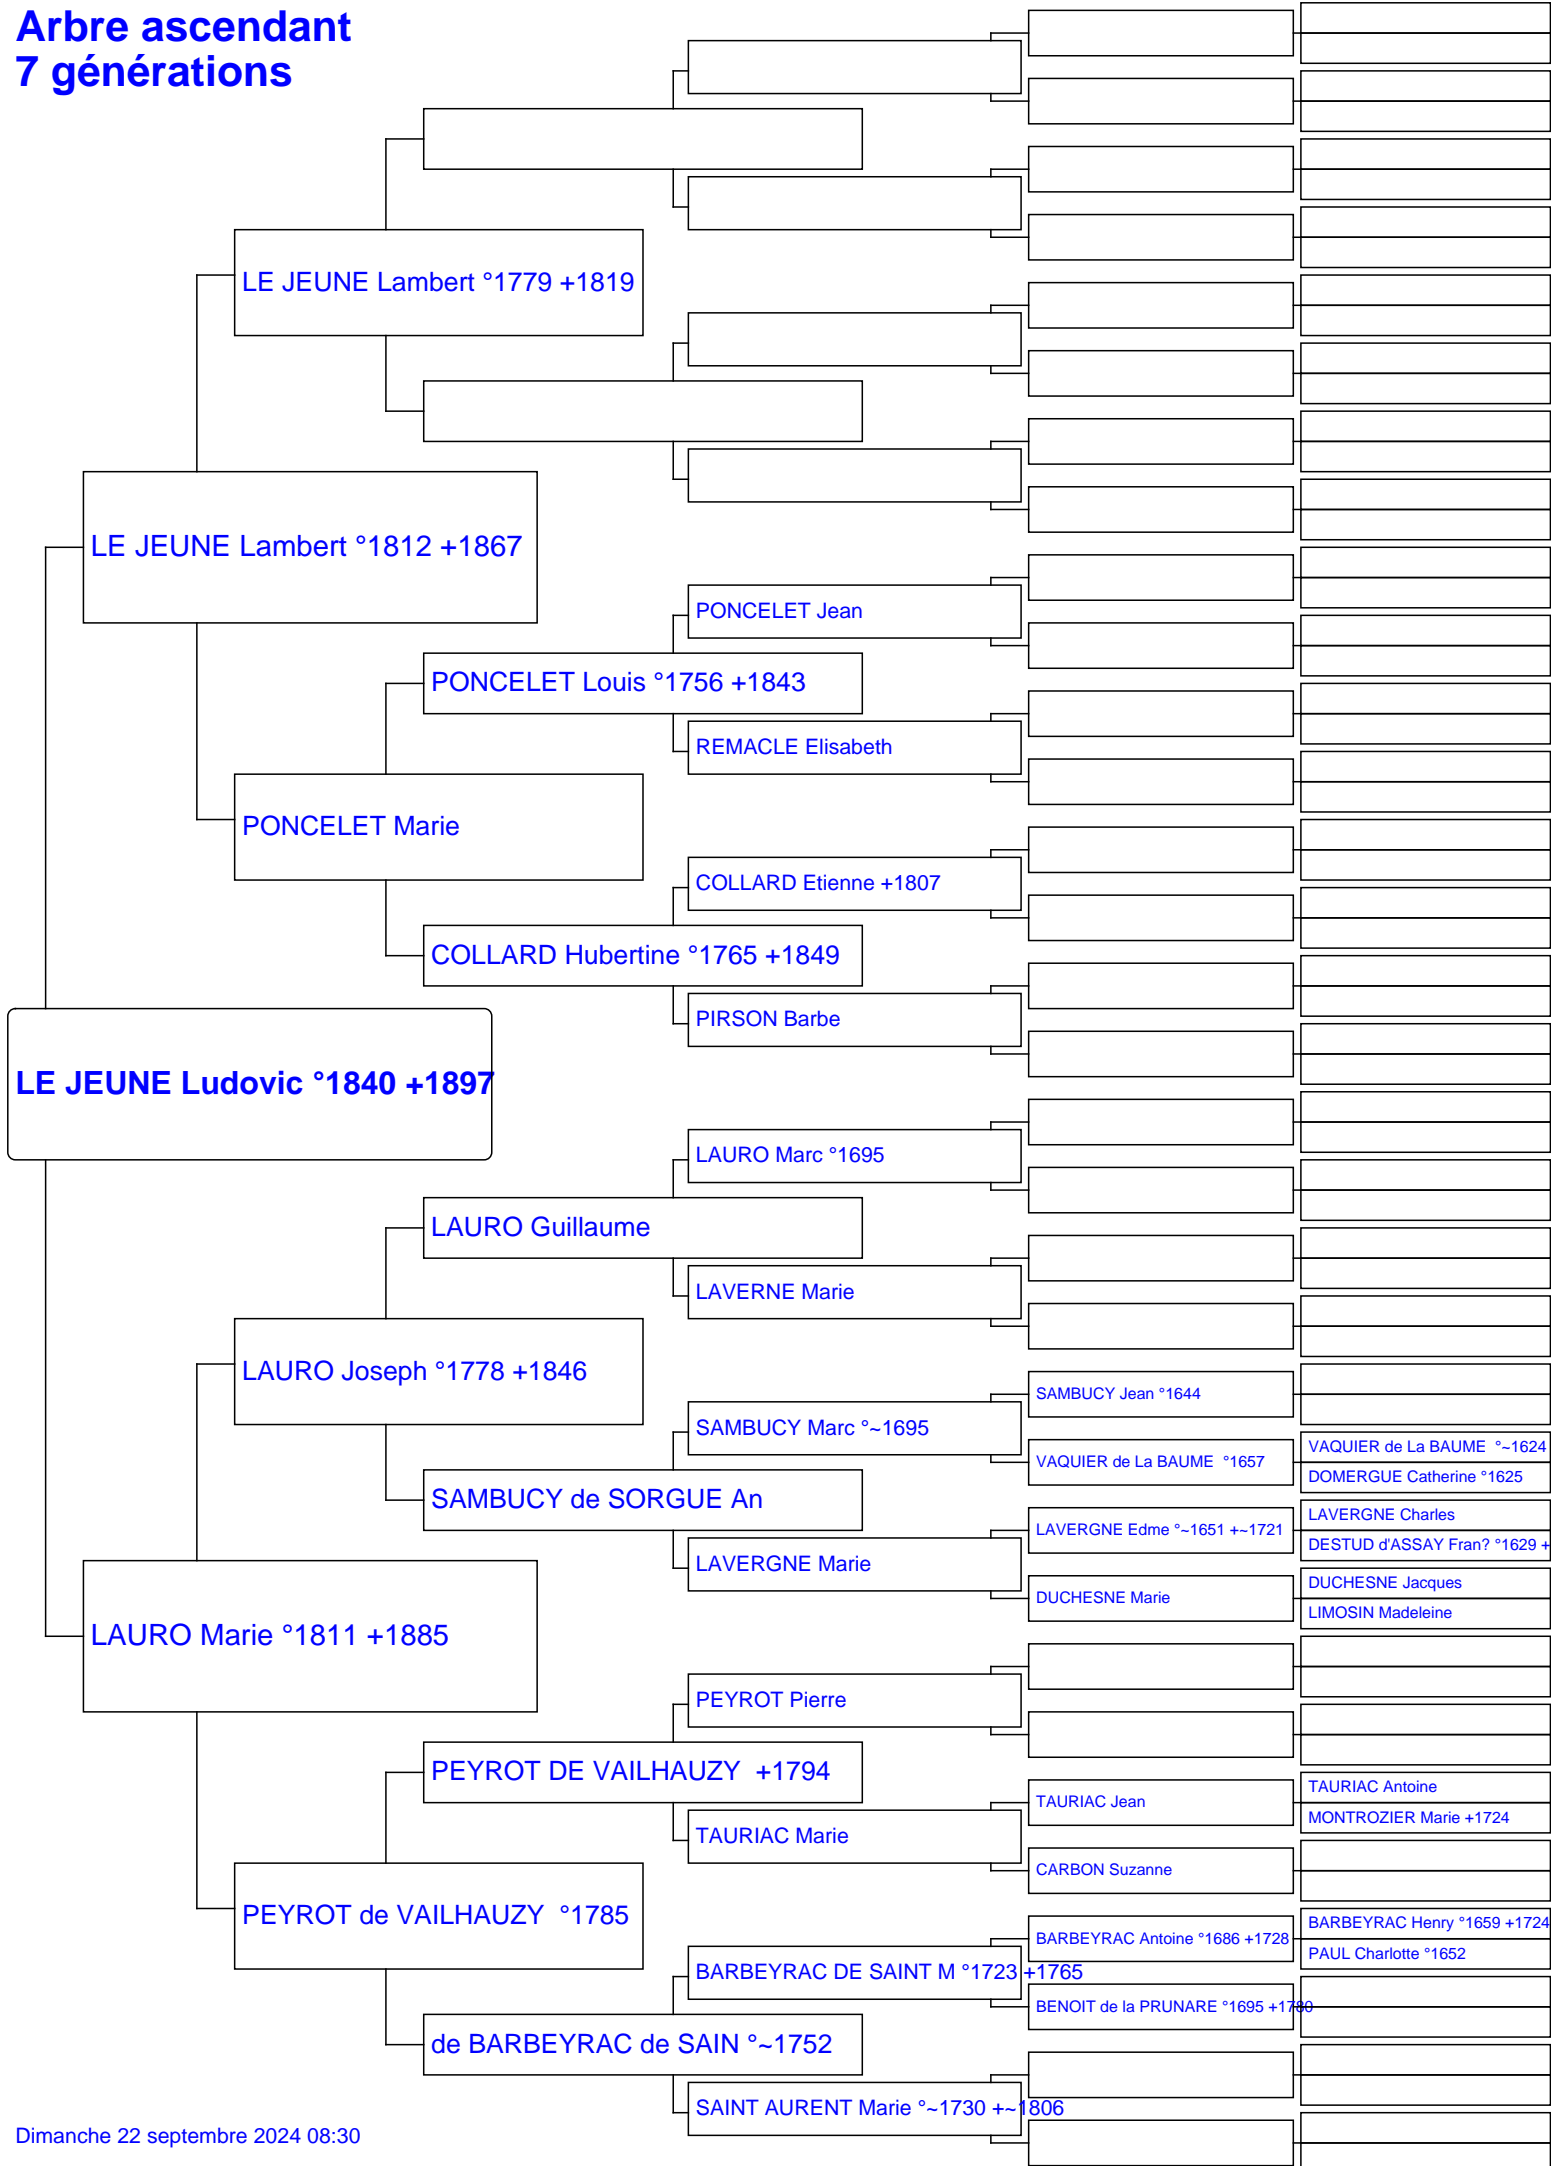 Arbre ascendant
7 générations
LE JEUNE Lambert °1779 +1819
LE JEUNE Lambert °1812 +1867
PONCELET Jean
PONCELET Louis °1756 +1843
REMACLE Elisabeth
PONCELET Marie
COLLARD Etienne +1807
COLLARD Hubertine °1765 +1849
PIRSON Barbe
LE JEUNE Ludovic °1840 +1897
LAURO Marc °1695
LAURO Guillaume
LAVERNE Marie
LAURO Joseph °1778 +1846
SAMBUCY Jean °1644
SAMBUCY Marc °~1695
VAQUIER de La BAUME  °~1624
VAQUIER de La BAUME  °1657
DOMERGUE Catherine °1625
SAMBUCY de SORGUE An
LAVERGNE Charles
LAVERGNE Edme °~1651 +~1721
DESTUD d'ASSAY Fran? °1629 +
LAVERGNE Marie
DUCHESNE Jacques
DUCHESNE Marie
LIMOSIN Madeleine
LAURO Marie °1811 +1885
PEYROT Pierre
PEYROT DE VAILHAUZY  +1794
TAURIAC Antoine
TAURIAC Jean
MONTROZIER Marie +1724
TAURIAC Marie
CARBON Suzanne
PEYROT de VAILHAUZY  °1785
BARBEYRAC Henry °1659 +1724
BARBEYRAC Antoine °1686 +1728
PAUL Charlotte °1652
BARBEYRAC DE SAINT M °1723 +1765
BENOIT de la PRUNARE °1695 +1780
de BARBEYRAC de SAIN °~1752
SAINT AURENT Marie °~1730 +~1806
Dimanche 22 septembre 2024 08:30